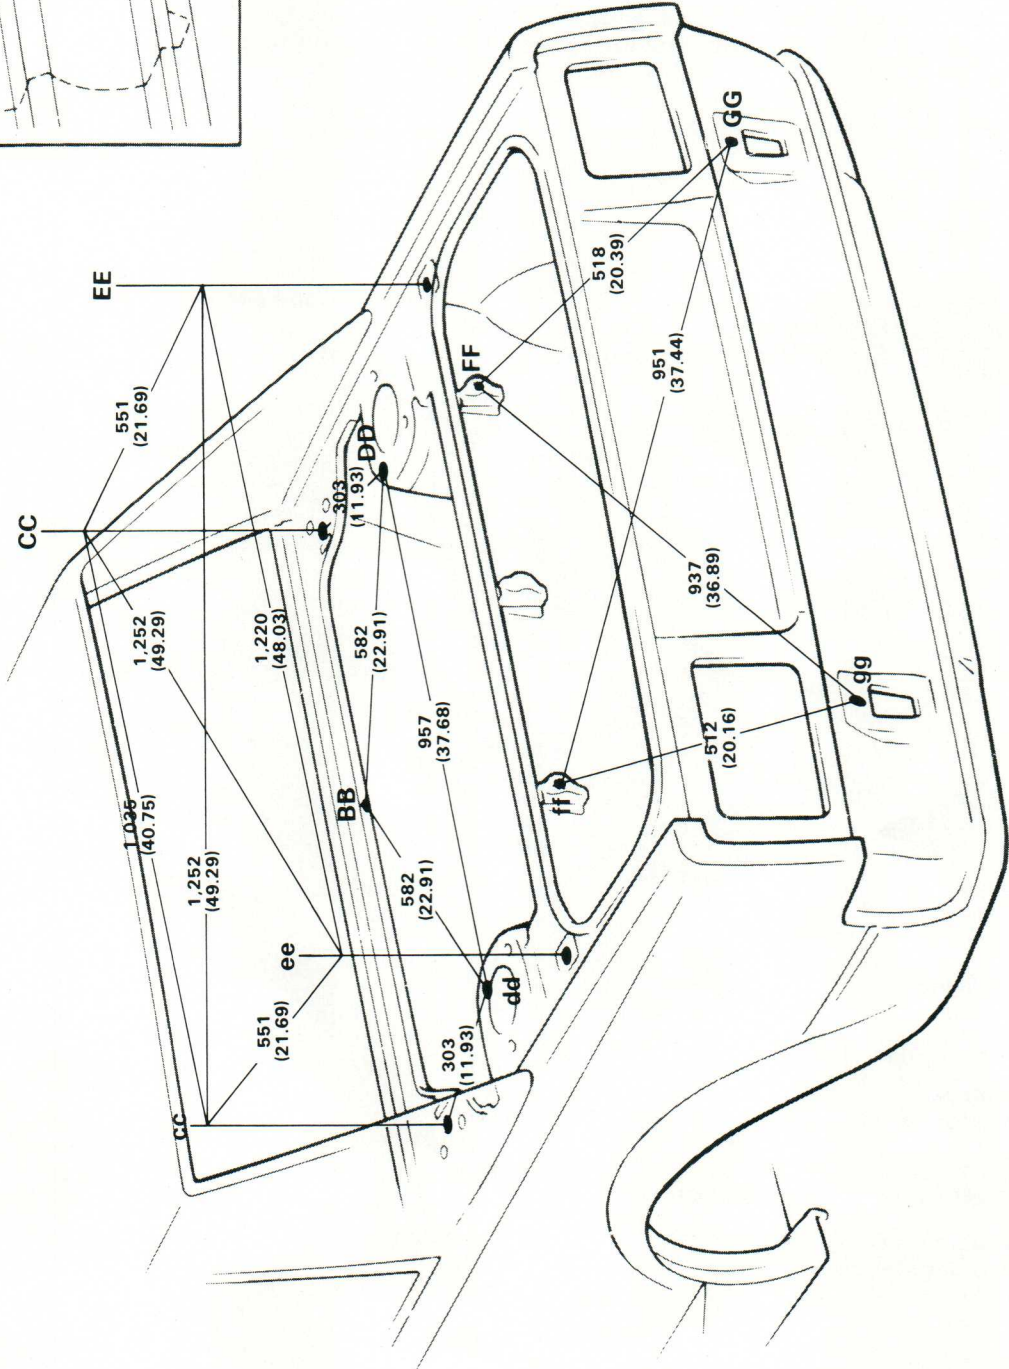 GG
518
(20.39)
951
(37.44)
EE
FF
551
(21.69)
DD
303
(11.93)
CC
937
(36.89)
1,252
(49.29)
1,220
(48.03)
582
(22.91)
gg
512
(20.16)
957
(37.68)
BB
ff
1,035
(40.75)
1,252
(49.29)
582
(22.91)
ee
dd
551
(21.69)
303
(11.93)
cc